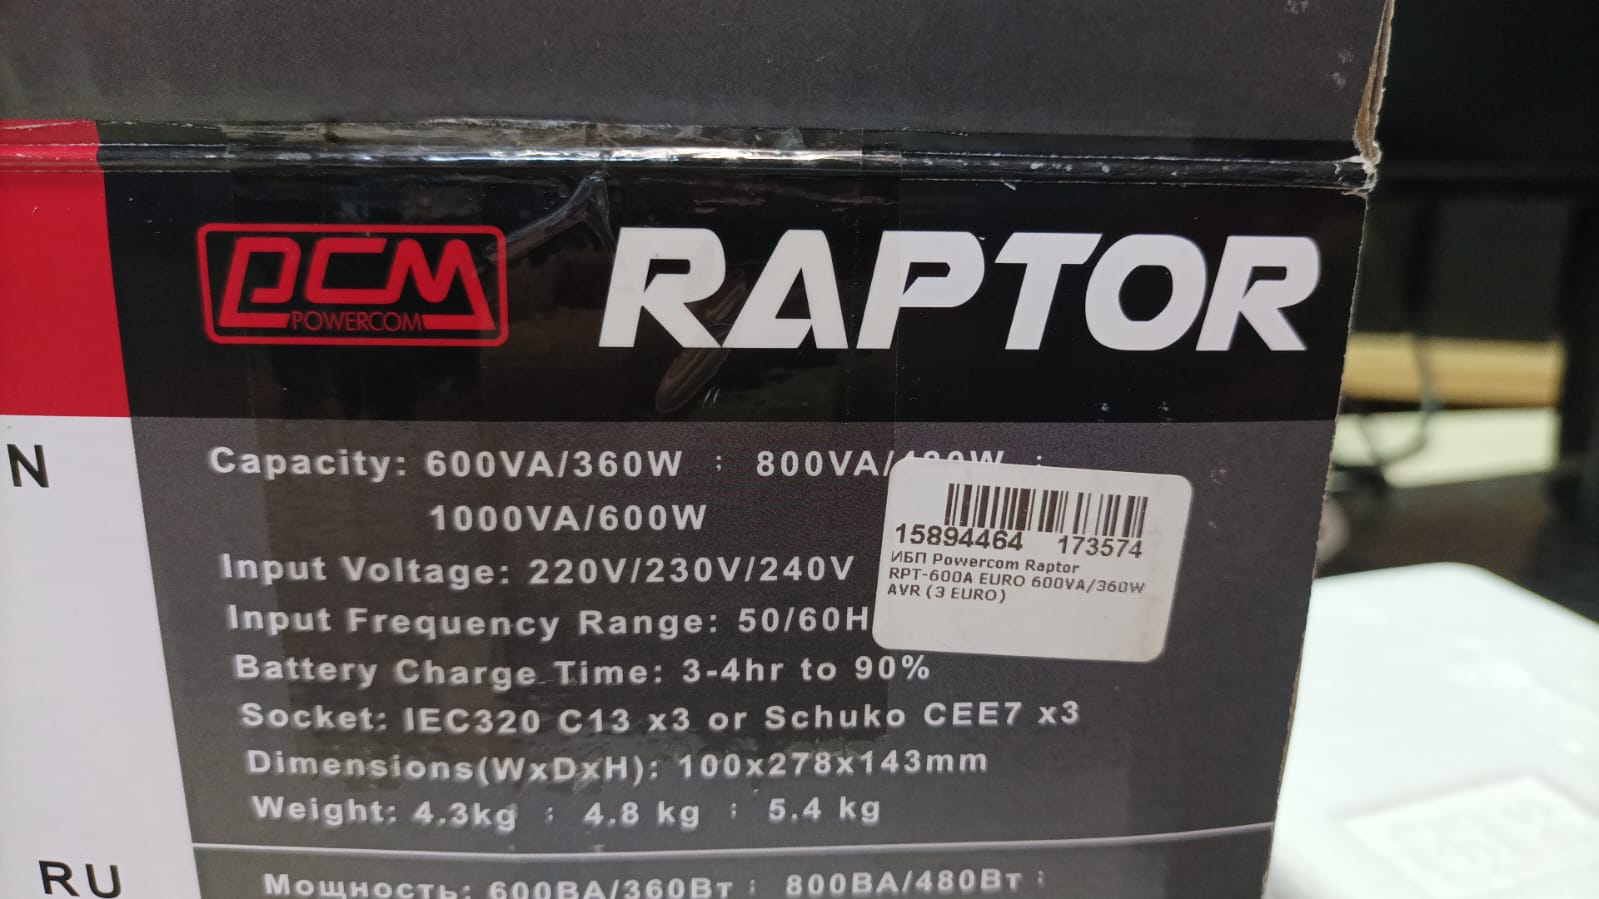 PCM
POWERCOM
RAPTOR
N
Capacity: 600VA/360W ; 800VA/480W ;
1000VA/600W
Input Voltage: 220V/230V/240V
Input Frequency Range: 50/60H
Battery Charge Time: 3-4hr to 90%
Socket: IEC320 C13 x3 or Schuko CEE7 x3
Dimensions(WxDxH): 100x278x143mm
Weight: 4.3kg ; 4.8 kg ; 5.4 kg
15894464 173574
ИБП Powercom Raptor
RPT-600A EURO 600VA/360W
AVR (3 EURO)
RU
Мощность: 600ВА/360Вт ; 800ВА/480Вт ;